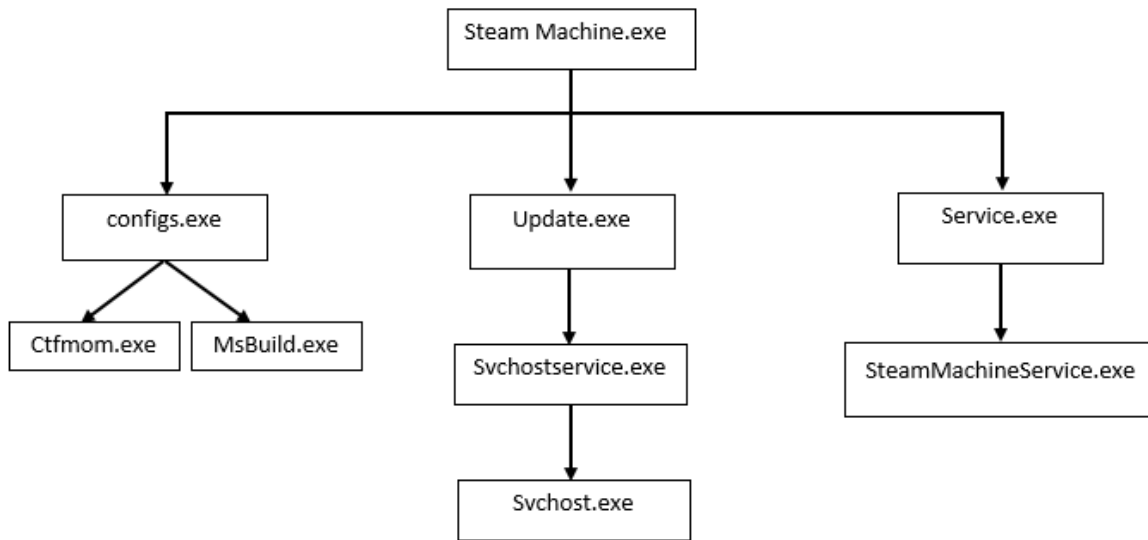 Steam Machine.exe
configs.exe
Update.exe
Service.exe
Ctfmom.exe
MsBuild.exe
Svchostservice.exe
SteamMachineService.exe
Svchost.exe